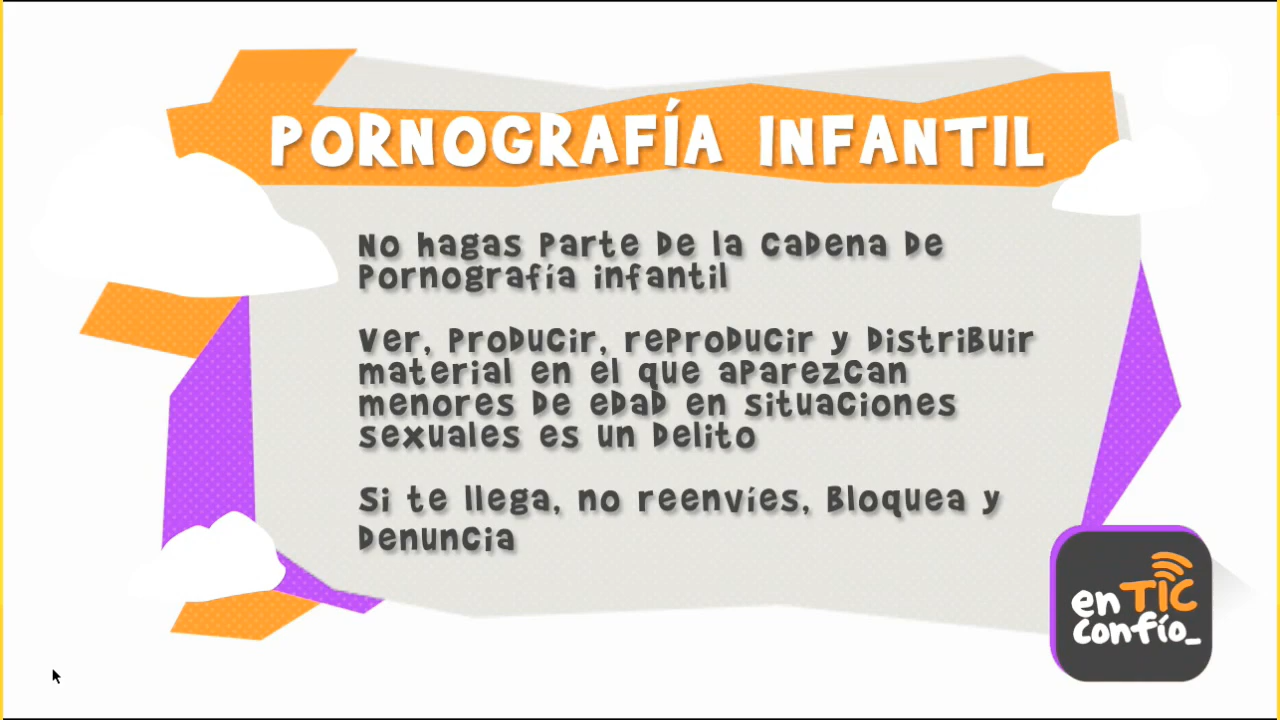 PORNOGRAFÍA INFANTIL
No hagas parte de la cadena de
pornografía infantil
Ver, producir, reproducir y distribuir
material en el que aparezcan
menores de edad en situaciones
sexuales es un delito
Si te llega, no reenvíes, bloquea y
denuncia
en TIC
confío_